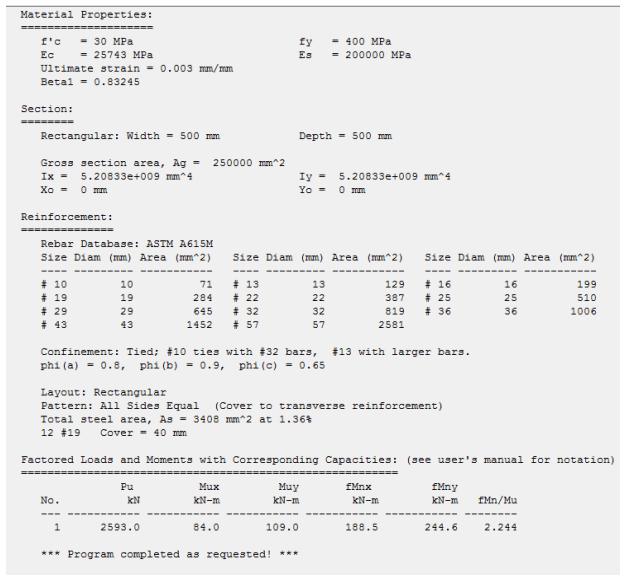 Material Properties:
====================
f'c = 30 MPa fy = 400 MPa
Ec = 25743 MPa Es = 200000 MPa
Ultimate strain = 0.003 mm/mm
Beta1 = 0.83245
Section:
========
Rectangular: Width = 500 mm Depth = 500 mm
Gross section area, Ag = 250000 mm^2
Ix = 5.20833e+009 mm^4 Iy = 5.20833e+009 mm^4
Xo = 0 mm Yo = 0 mm
Reinforcement:
==============
Rebar Database: ASTM A615M
Size Diam (mm) Area (mm^2) Size Diam (mm) Area (mm^2) Size Diam (mm) Area (mm^2)
---- --------- ----------- ---- --------- ----------- ---- --------- -----------
# 10 10 71 # 13 13 129 # 16 16 199
# 19 19 284 # 22 22 387 # 25 25 510
# 29 29 645 # 32 32 819 # 36 36 1006
# 43 43 1452 # 57 57 2581
Confinement: Tied; #10 ties with #32 bars, #13 with larger bars.
phi(a) = 0.8, phi(b) = 0.9, phi(c) = 0.65
Layout: Rectangular
Pattern: All Sides Equal (Cover to transverse reinforcement)
Total steel area, As = 3408 mm^2 at 1.36%
12 #19 Cover = 40 mm
Factored Loads and Moments with Corresponding Capacities: (see user's manual for notation)
=========================================================
Pu Mux Muy fMnx fMny
No. kN kN-m kN-m kN-m kN-m fMn/Mu
--- ----------- ----------- ----------- ----------- ----------- --------
1 2593.0 84.0 109.0 188.5 244.6 2.244
*** Program completed as requested! ***